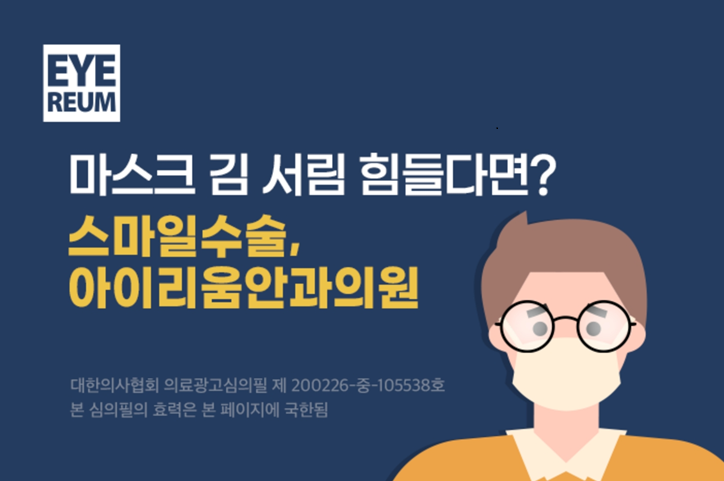 EYE
REUM
마스크 김 서림 힘들다면?
스마일수술,
아이리움안과의원
대한의사협회 의료광고심의필 제 200226-중-105538호
본 심의필의 효력은 본 페이지에 국한됨